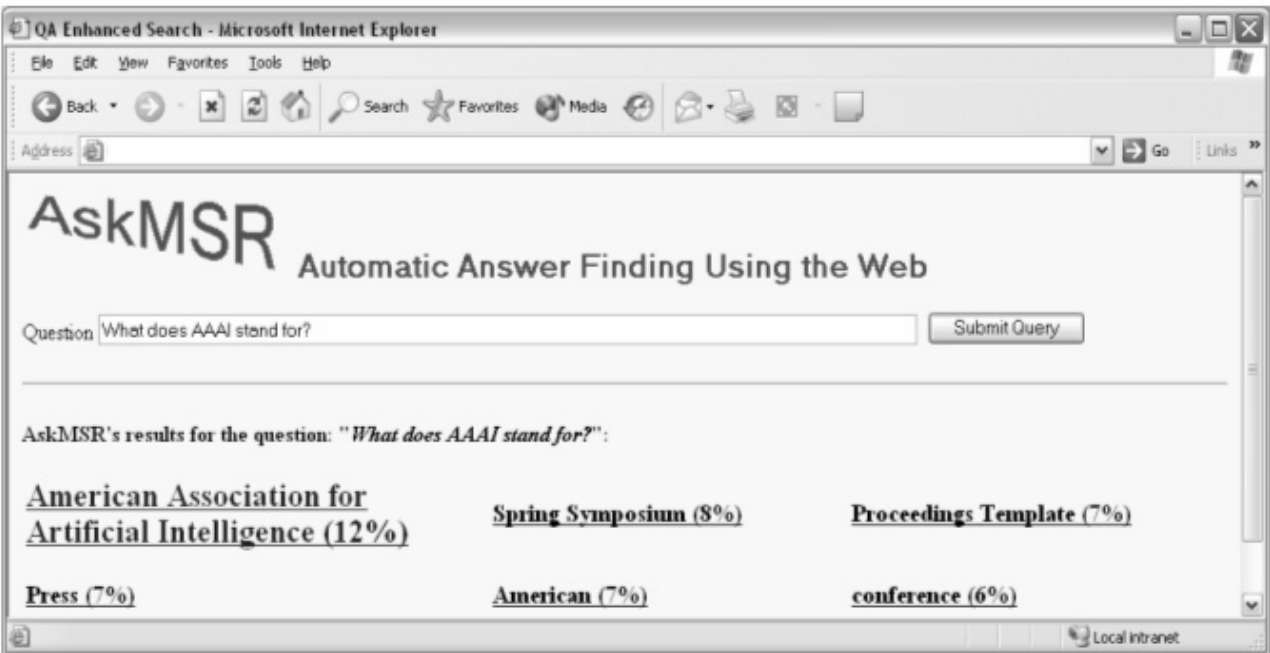 QA Enhanced Search - Microsoft Internet Explorer
File Edit View Favorites Tools Help
Back Search Favorites Media
Address Go Links »
AskMSR
Automatic Answer Finding Using the Web
Question What does AAAI stand for? Submit Query
AskMSR's results for the question: "What does AAAI stand for?":
American Association for
Artificial Intelligence (12%) Spring Symposium (8%) Proceedings Template (7%)
Press (7%) American (7%) conference (6%)
Local intranet